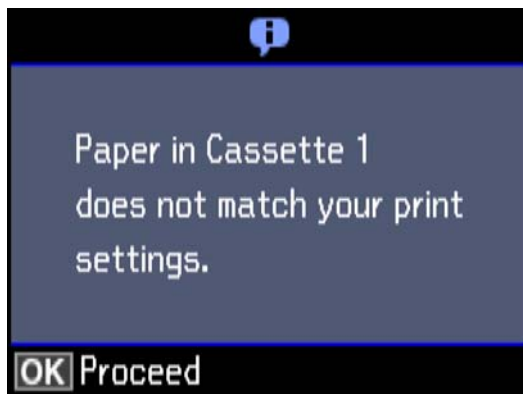 Paper in Cassette 1
does not match your print
settings.
OK Proceed